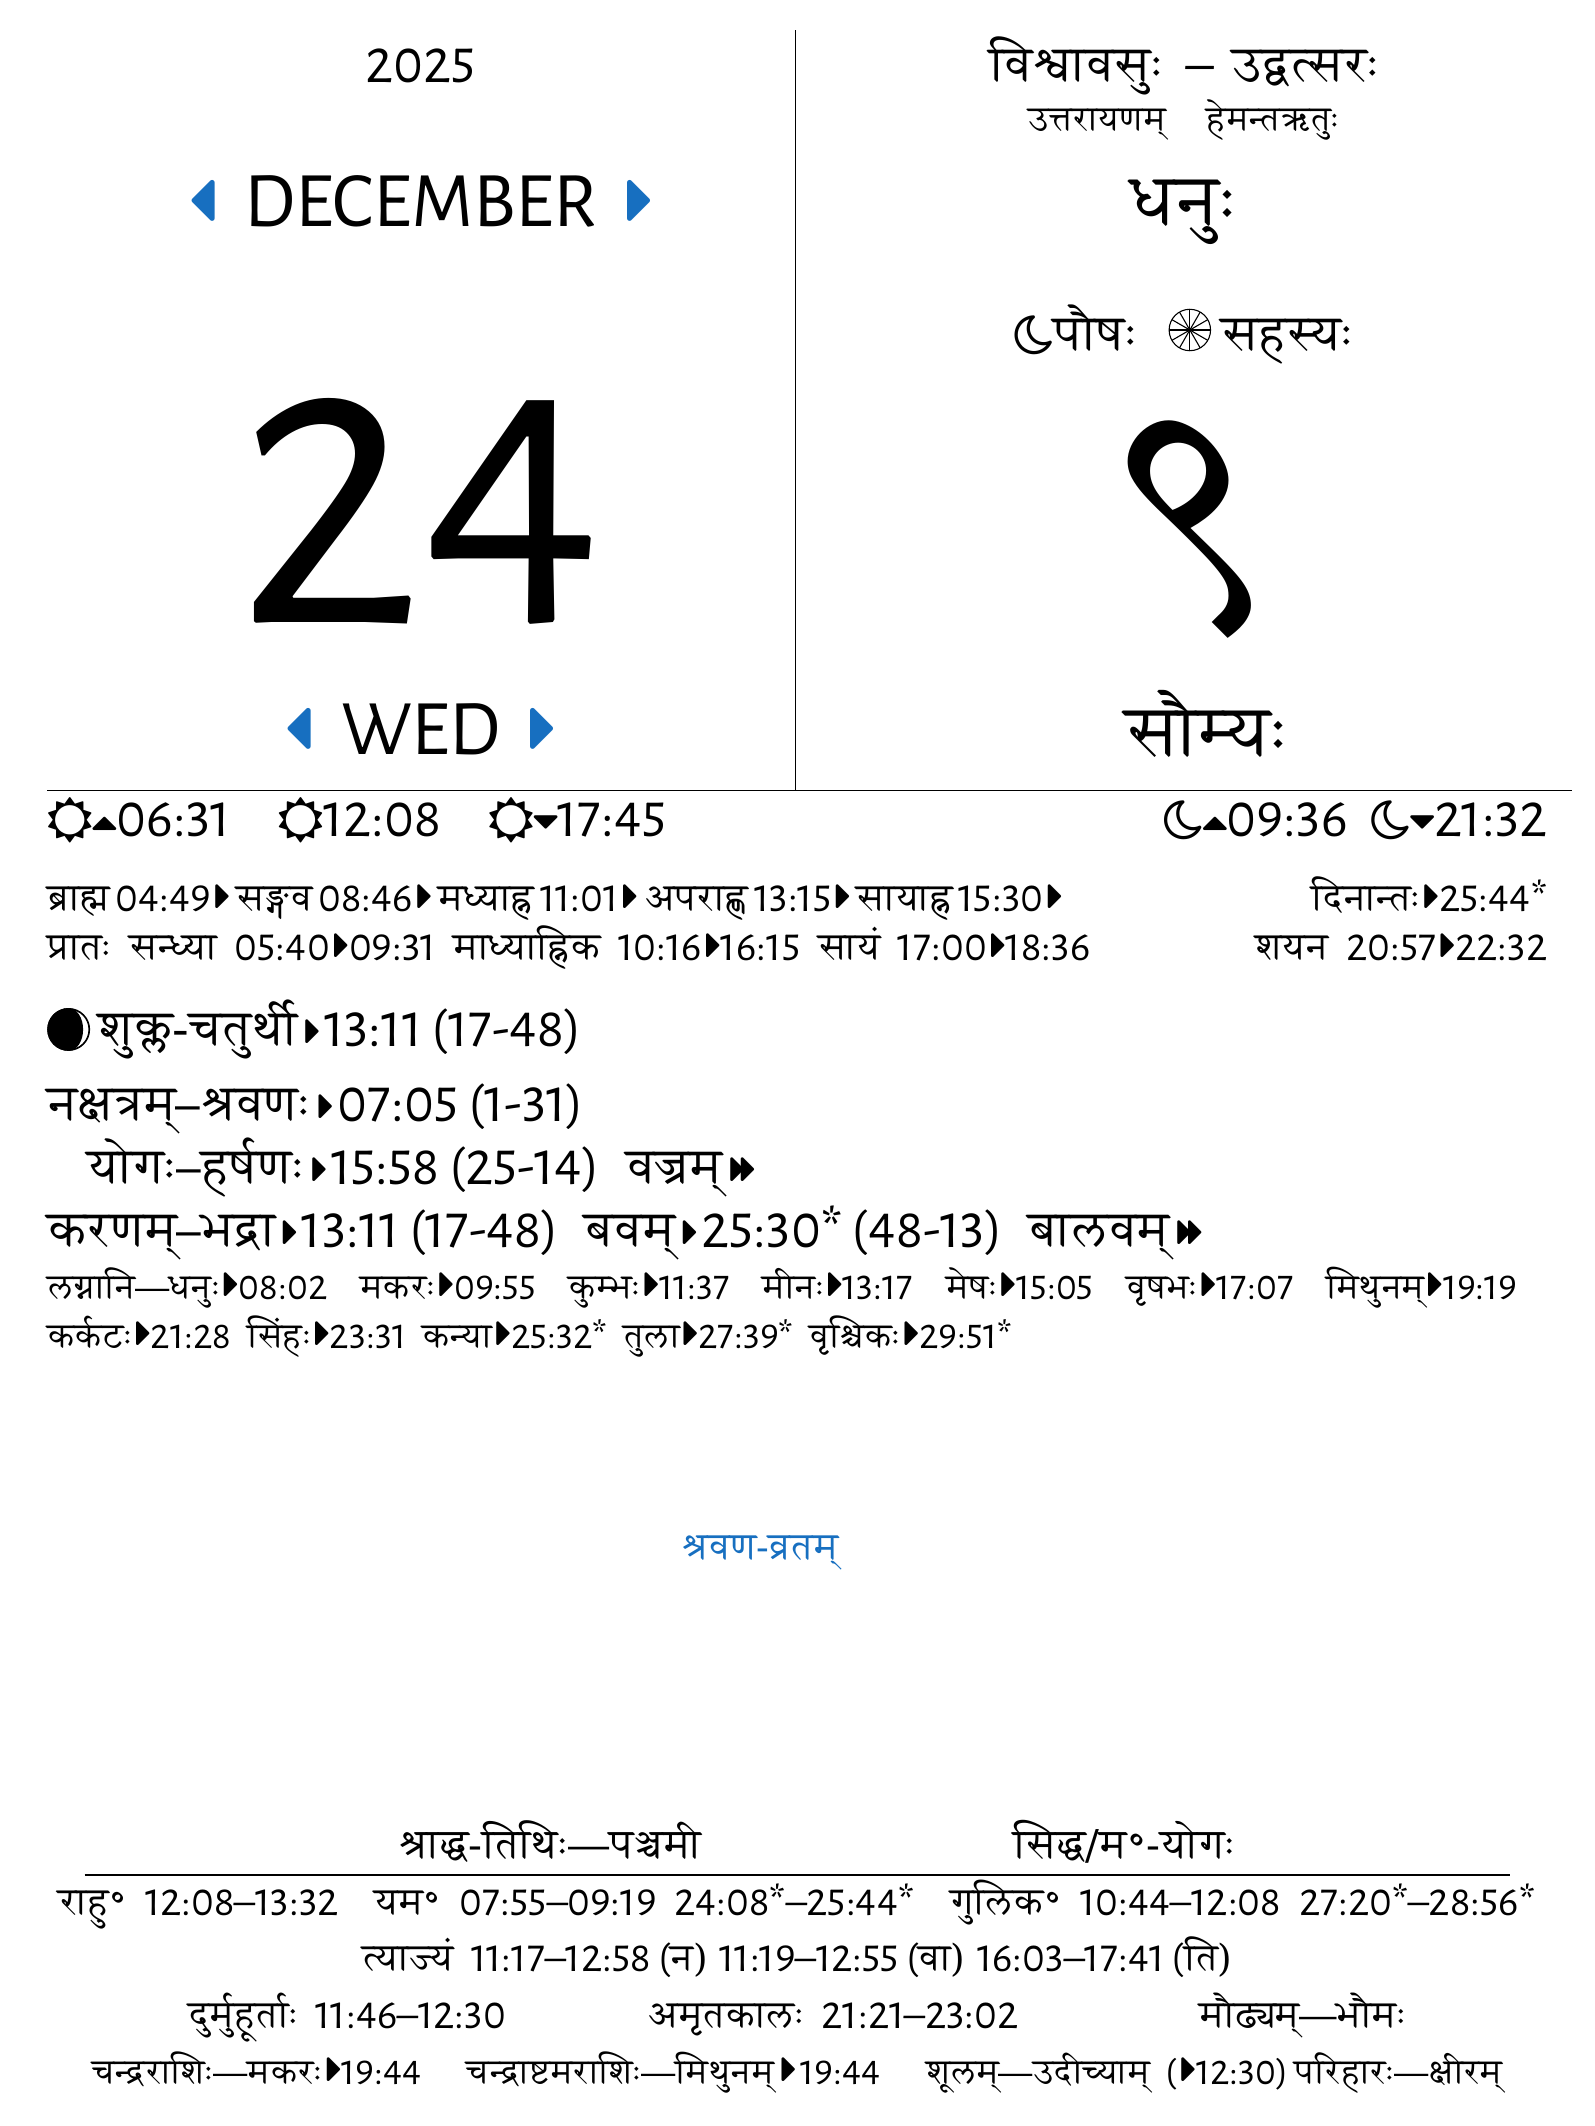 2025
DECEMBER
24
WED
विश्वावसुः – उद्वत्सरः
उत्तरायणम् हेमन्तऋतुः
धनुः
पौषः सहस्यः
९
सौम्यः
06:31 12:08 17:45 09:36 21:32
ब्राह्म 04:49 सङ्गव 08:46 मध्याह्न 11:01 अपराह्ण 13:15 सायाह्न 15:30 दिनान्तः 25:44*
प्रातः सन्ध्या 05:40 09:31 माध्याह्निक 10:16 16:15 सायं 17:00 18:36 शयन 20:57 22:32
शुक्ल-चतुर्थी 13:11 (17-48)
नक्षत्रम्–श्रवणः 07:05 (1-31)
योगः–हर्षणः 15:58 (25-14) वज्रम्
करणम्–भद्रा 13:11 (17-48) बवम् 25:30* (48-13) बालवम्
लग्नानि—धनुः 08:02 मकरः 09:55 कुम्भः 11:37 मीनः 13:17 मेषः 15:05 वृषभः 17:07 मिथुनम् 19:19
कर्कटः 21:28 सिंहः 23:31 कन्या 25:32* तुला 27:39* वृश्चिकः 29:51*
श्रवण-व्रतम्
श्राद्ध-तिथिः—पञ्चमी सिद्ध/म॰-योगः
राहु॰ 12:08–13:32 यम॰ 07:55–09:19 24:08*–25:44* गुलिक॰ 10:44–12:08 27:20*–28:56*
त्याज्यं 11:17–12:58 (न) 11:19–12:55 (वा) 16:03–17:41 (ति)
दुर्मुहूर्ताः 11:46–12:30 अमृतकालः 21:21–23:02 मौढ्यम्—भौमः
चन्द्रराशिः—मकरः 19:44 चन्द्राष्टमराशिः—मिथुनम् 19:44 शूलम्—उदीच्याम् (12:30) परिहारः—क्षीरम्